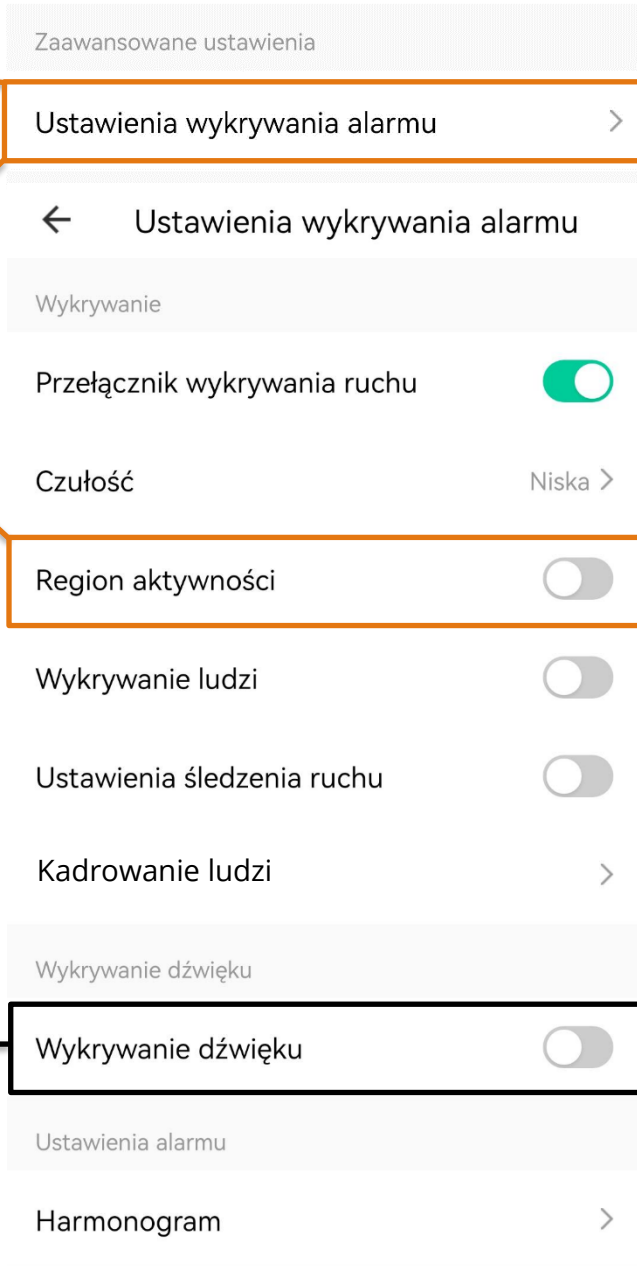 Zaawansowane ustawienia
Ustawienia wykrywania alarmu
Ustawienia wykrywania alarmu
Wykrywanie
Przełącznik wykrywania ruchu
Czułość Niska
Region aktywności
Wykrywanie ludzi
Ustawienia śledzenia ruchu
Kadrowanie ludzi
Wykrywanie dźwięku
Wykrywanie dźwięku
Ustawienia alarmu
Harmonogram